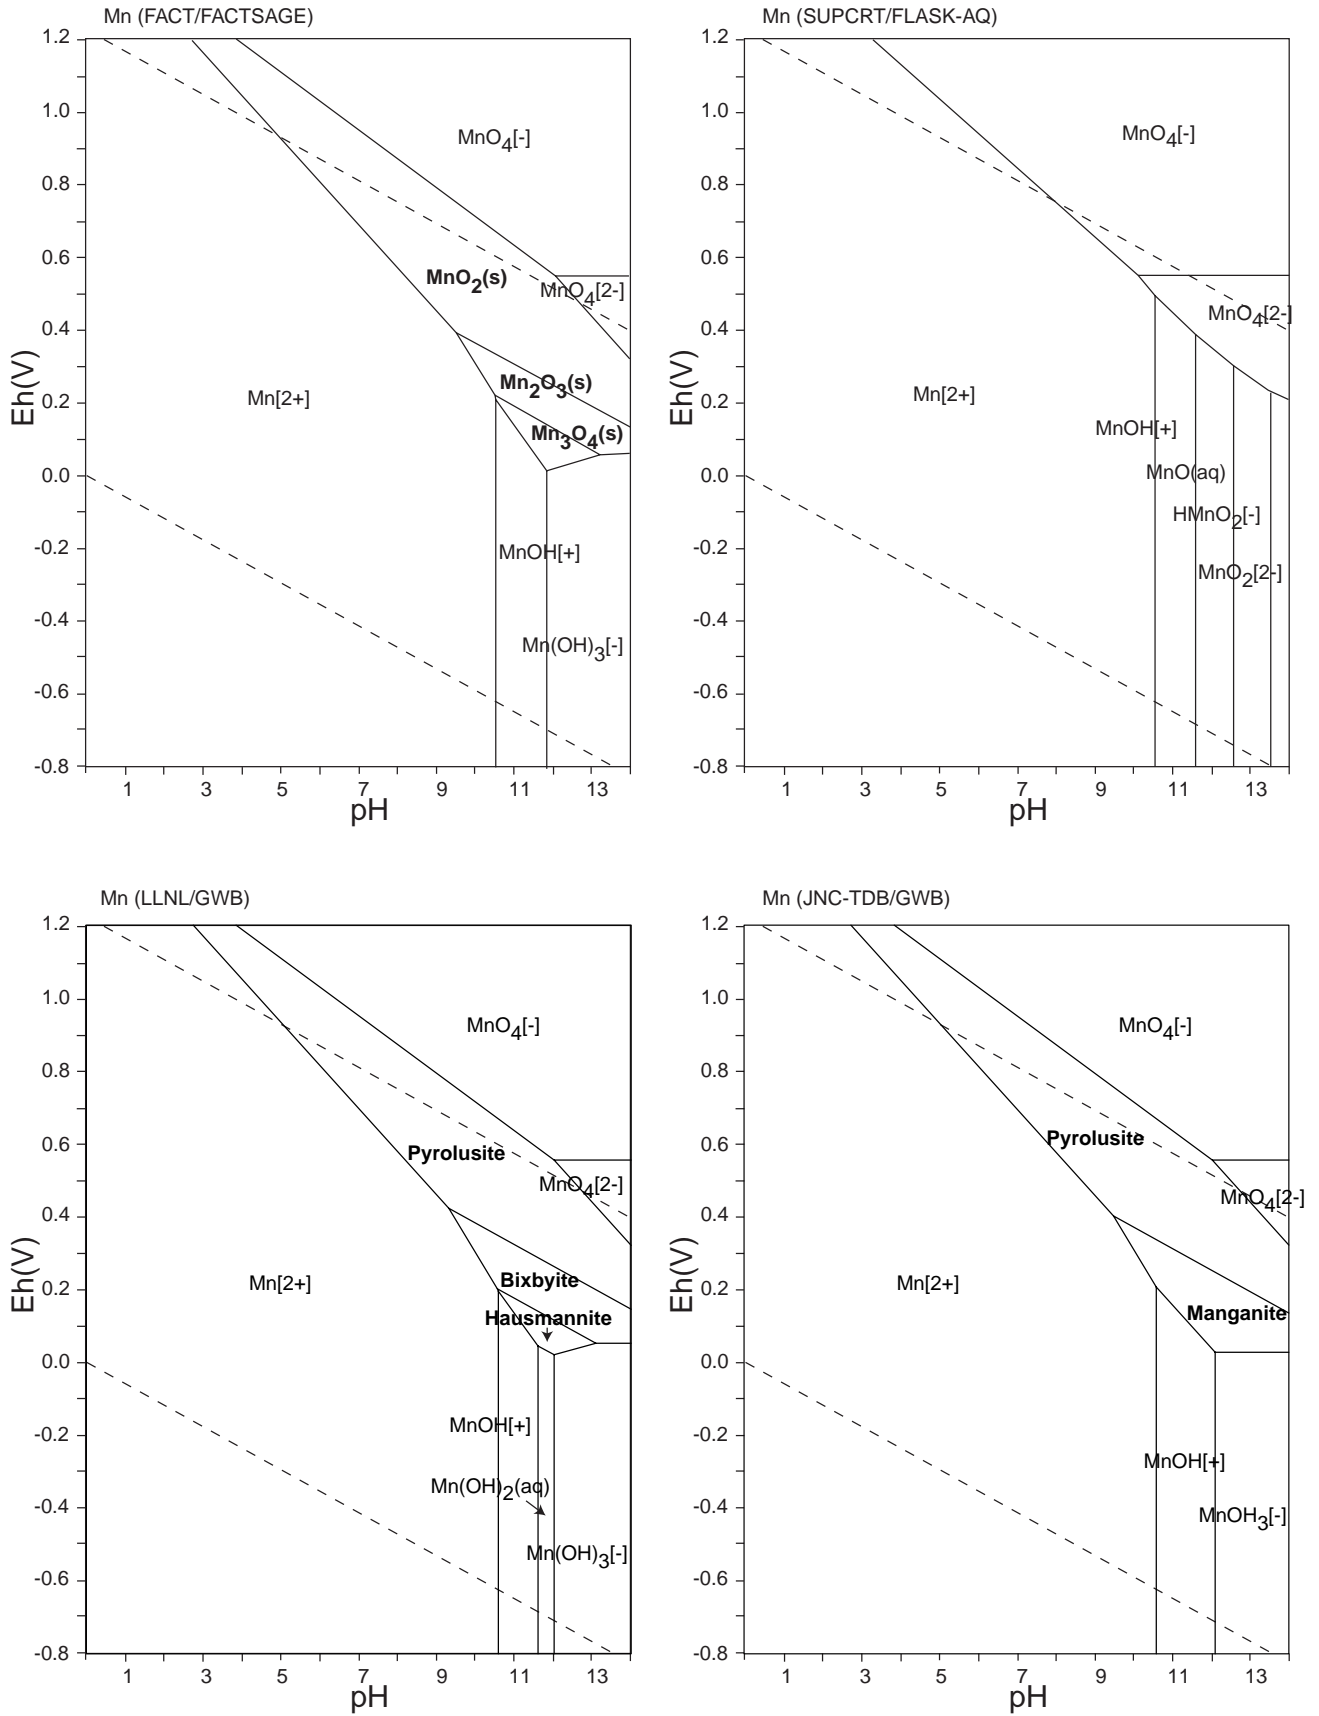 Mn (FACT/FACTSAGE)
1.2
1.0
0.8
0.6
0.4
0.2
0.0
-0.2
-0.4
-0.6
-0.8
Eh(V)
MnO4[-]
MnO2(s)
MnO4[2-]
Mn2O3(s)
Mn[2+]
Mn3O4(s)
MnOH[+]
Mn(OH)3[-]
1 3 5 7 9 11 13
pH
Mn (SUPCRT/FLASK-AQ)
1.2
1.0
0.8
0.6
0.4
0.2
0.0
-0.2
-0.4
-0.6
-0.8
Eh(V)
MnO4[-]
MnO4[2-]
Mn[2+]
MnOH[+]
MnO(aq)
HMnO2[-]
MnO2[2-]
1 3 5 7 9 11 13
pH
Mn (LLNL/GWB)
1.2
1.0
0.8
0.6
0.4
0.2
0.0
-0.2
-0.4
-0.6
-0.8
Eh(V)
MnO4[-]
Pyrolusite
MnO4[2-]
Bixbyite
Mn[2+]
Hausmannite
MnOH[+]
Mn(OH)2(aq)
Mn(OH)3[-]
1 3 5 7 9 11 13
pH
Mn (JNC-TDB/GWB)
1.2
1.0
0.8
0.6
0.4
0.2
0.0
-0.2
-0.4
-0.6
-0.8
Eh(V)
MnO4[-]
Pyrolusite
MnO4[2-]
Mn[2+]
Manganite
MnOH[+]
MnOH3[-]
1 3 5 7 9 11 13
pH